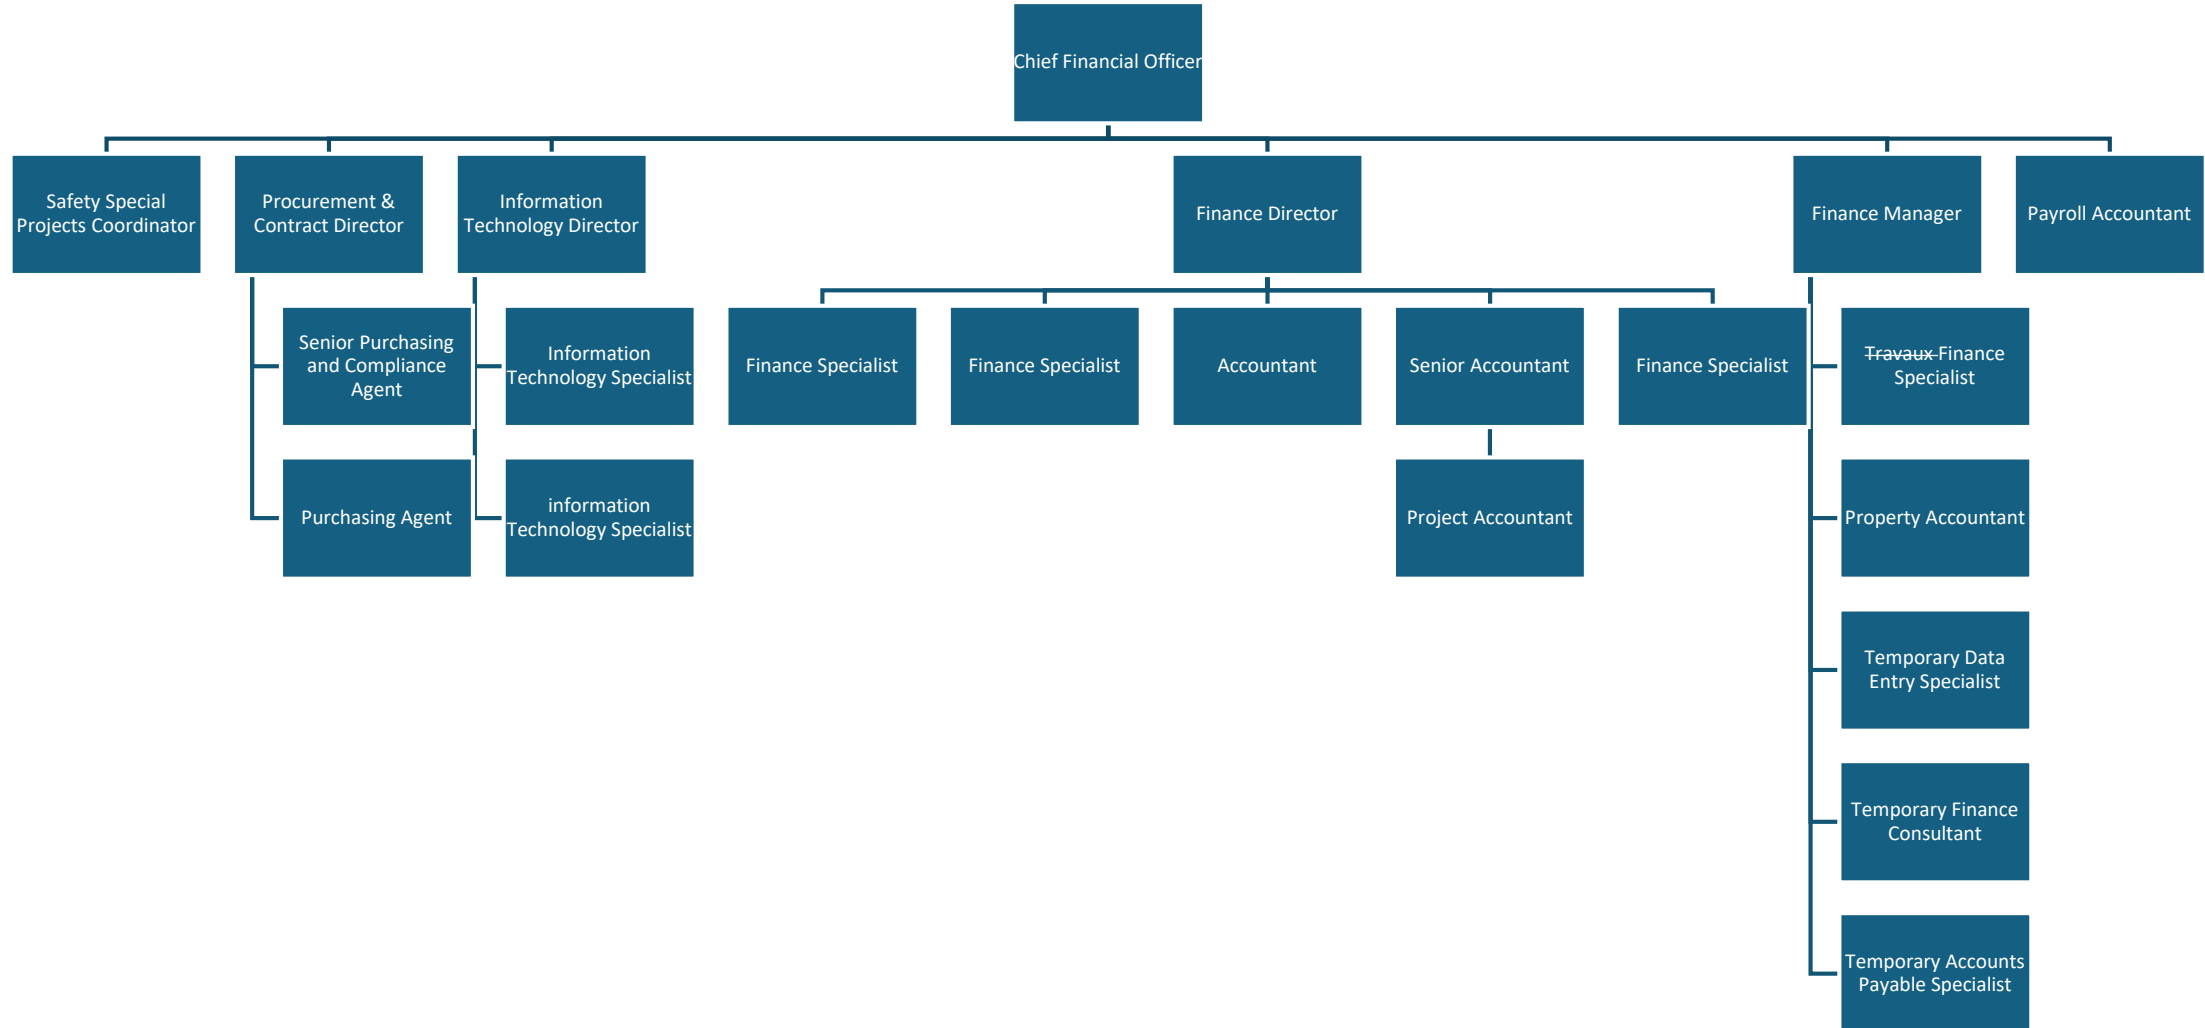 Chief Financial Officer
Safety Special
Projects Coordinator
Procurement &
Contract Director
Information
Technology Director
Finance Director
Finance Manager
Payroll Accountant
Senior Purchasing
and Compliance
Agent
Information
Technology Specialist
Finance Specialist
Finance Specialist
Accountant
Senior Accountant
Finance Specialist
Travaux Finance
Specialist
Purchasing Agent
information
Technology Specialist
Project Accountant
Property Accountant
Temporary Data
Entry Specialist
Temporary Finance
Consultant
Temporary Accounts
Payable Specialist